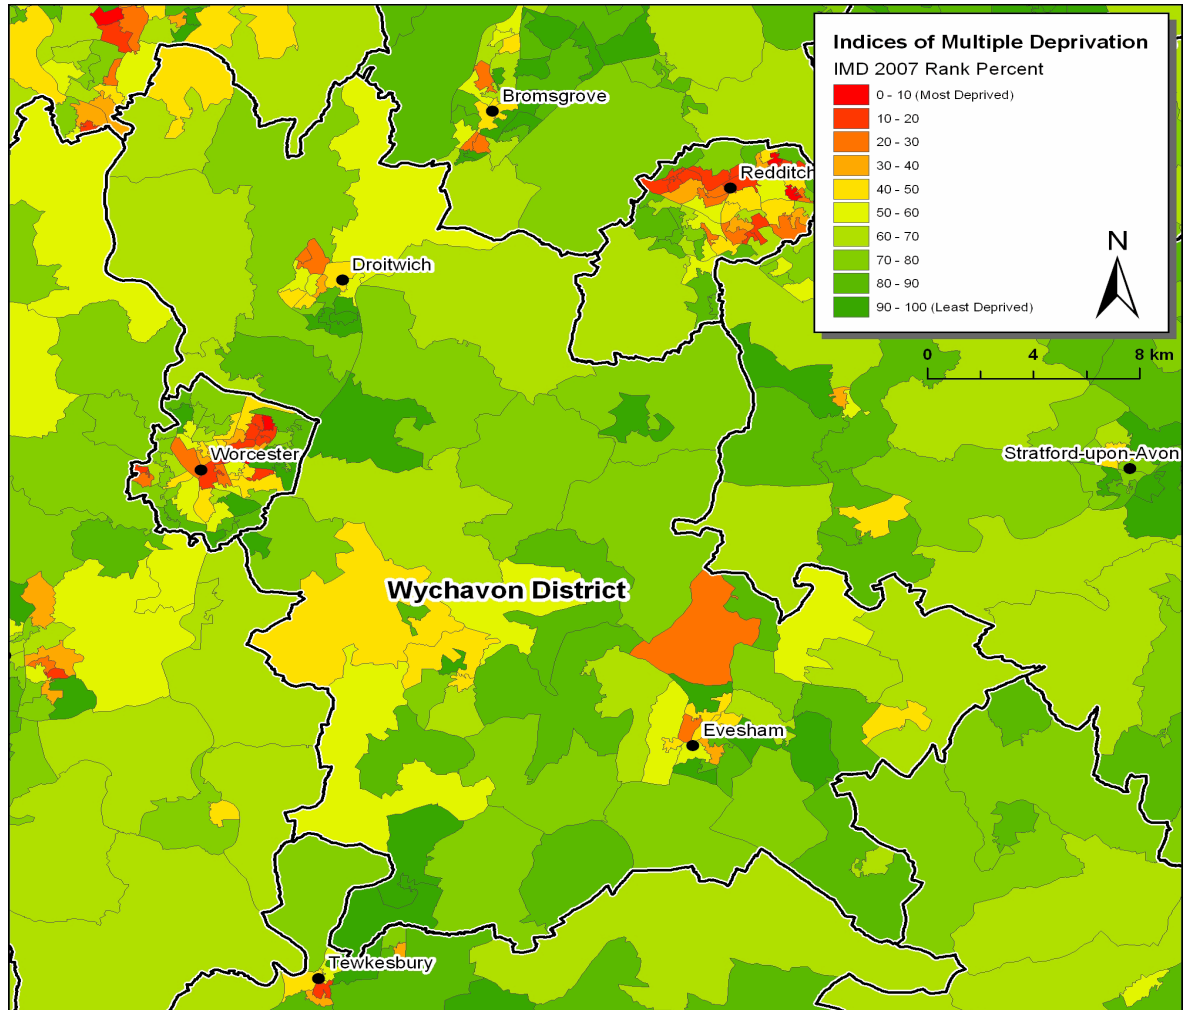 Indices of Multiple Deprivation
IMD 2007 Rank Percent
0 - 10 (Most Deprived)
10 - 20
20 - 30
30 - 40
40 - 50
50 - 60
60 - 70
70 - 80
80 - 90
90 - 100 (Least Deprived)
N
0 4 8 km
Bromsgrove
Redditch
Droitwich
Worcester
Stratford-upon-Avon
Wychavon District
Evesham
Tewkesbury